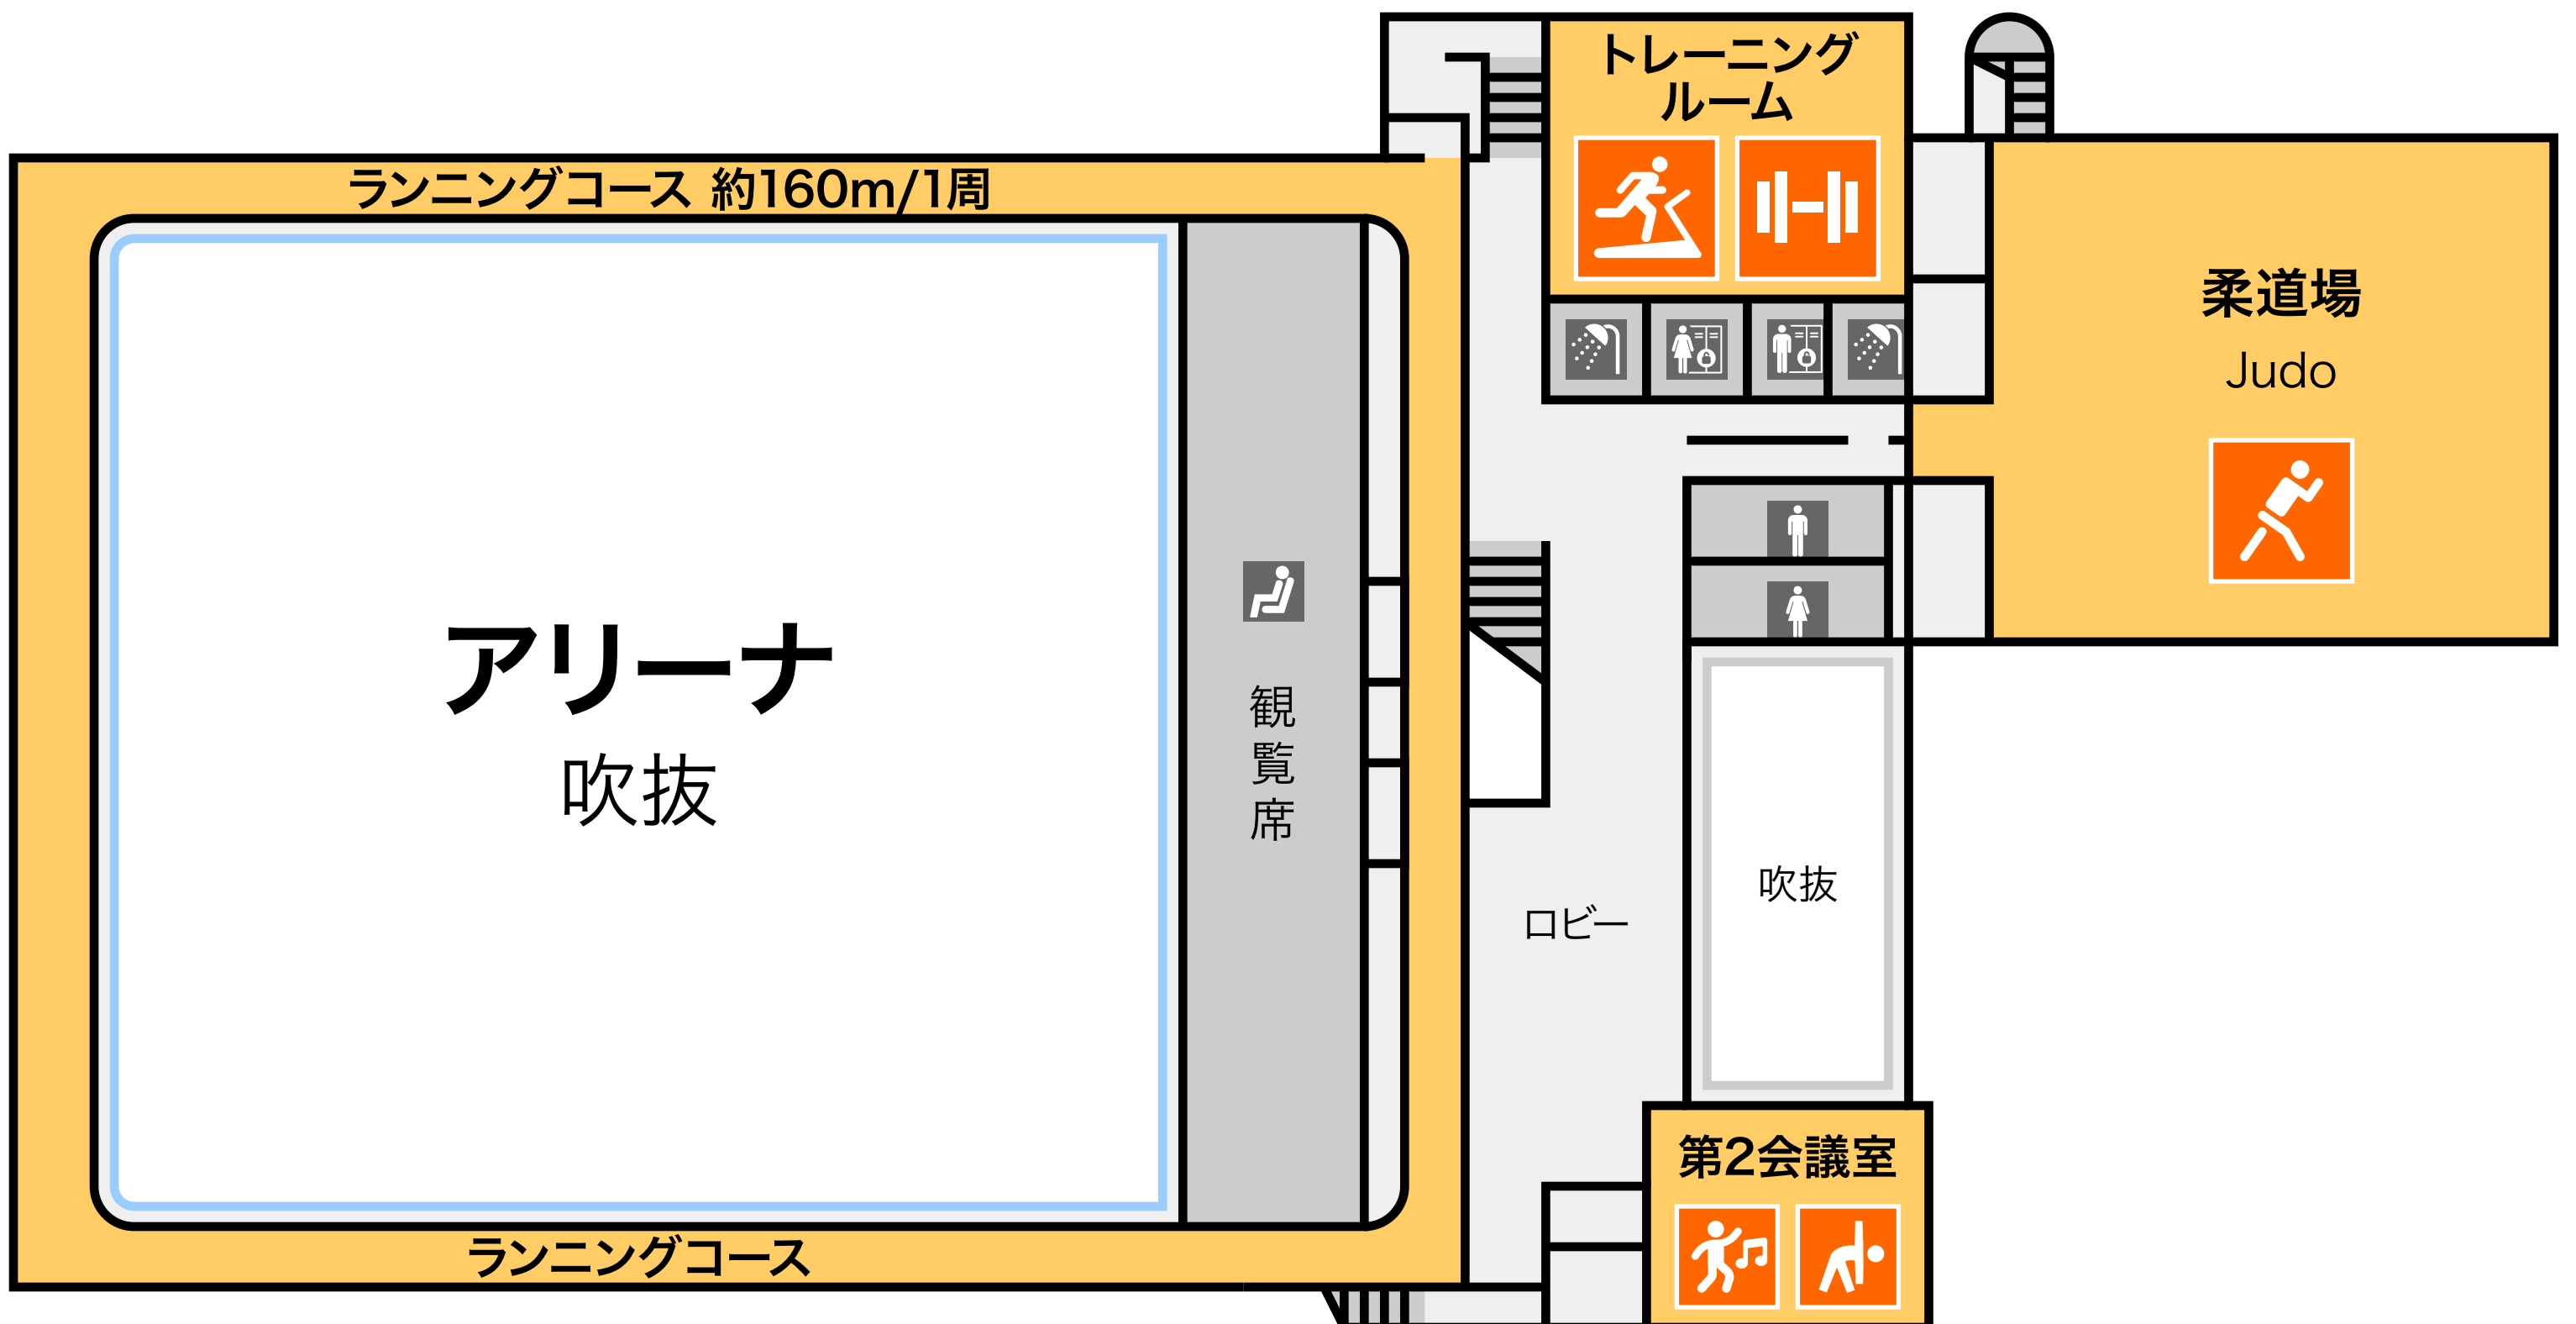 トレーニング
ルーム
ランニングコース 約160m/1周
柔道場
Judo
アリーナ
吹抜
観覧席
吹抜
ロビー
第2会議室
ランニングコース